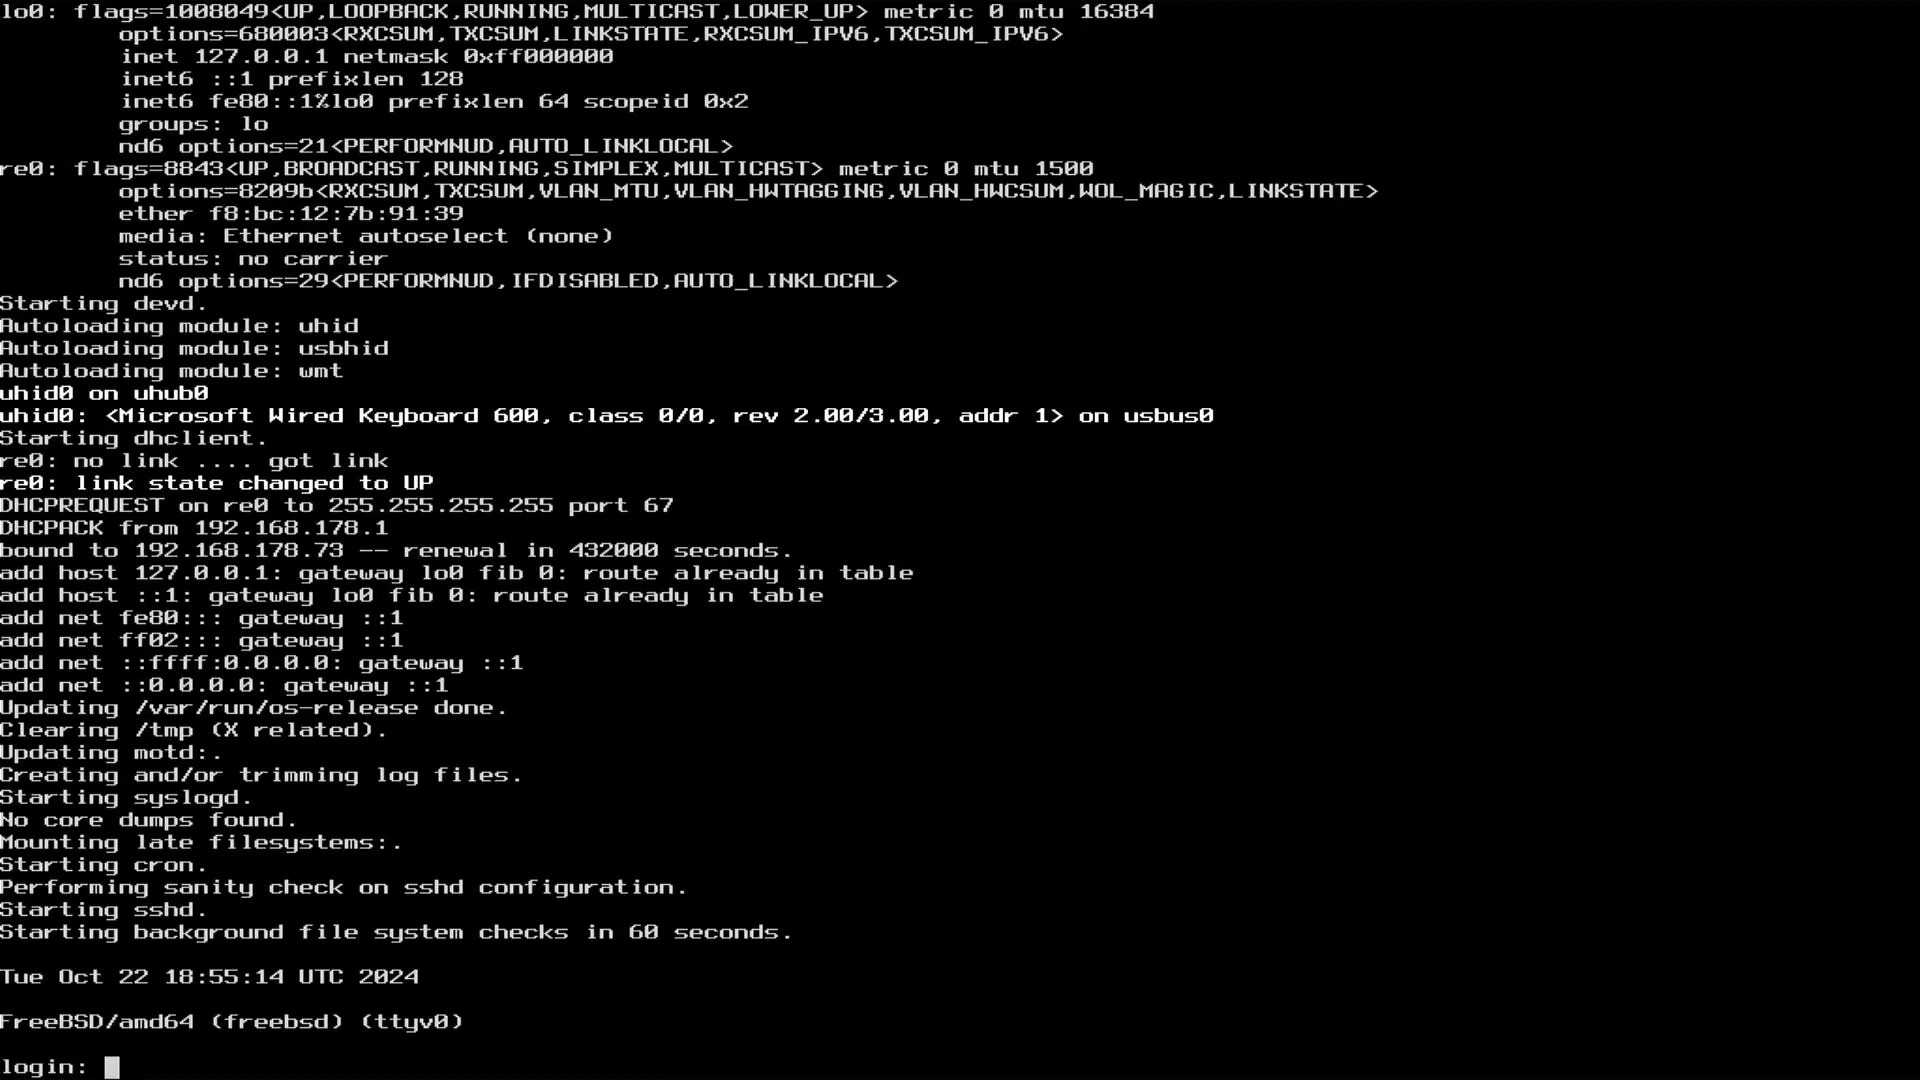 lo0: flags=1008049<UP,LOOPBACK,RUNNING,MULTICAST,LOWER_UP> metric 0 mtu 16384
options=680003<RXCSUM,TXCSUM,LINKSTATE,RXCSUM_IPV6,TXCSUM_IPV6>
inet 127.0.0.1 netmask 0xff000000
inet6 ::1 prefixlen 128
inet6 fe80::1%lo0 prefixlen 64 scopeid 0x2
groups: lo
nd6 options=21<PERFORMNUD,AUTO_LINKLOCAL>
re0: flags=8843<UP,BROADCAST,RUNNING,SIMPLEX,MULTICAST> metric 0 mtu 1500
options=8209b<RXCSUM,TXCSUM,VLAN_MTU,VLAN_HWTAGGING,VLAN_HWCSUM,WOL_MAGIC,LINKSTATE>
ether f8:bc:12:7b:91:39
media: Ethernet autoselect (none)
status: no carrier
nd6 options=29<PERFORMNUD,IFDISABLED,AUTO_LINKLOCAL>
Starting devd.
Autoloading module: uhid
Autoloading module: usbhid
Autoloading module: wmt
uhid0 on uhub0
uhid0: <Microsoft Wired Keyboard 600, class 0/0, rev 2.00/3.00, addr 1> on usbus0
Starting dhclient.
re0: no link .... got link
re0: link state changed to UP
DHCPREQUEST on re0 to 255.255.255.255 port 67
DHCPACK from 192.168.178.1
bound to 192.168.178.73 -- renewal in 432000 seconds.
add host 127.0.0.1: gateway lo0 fib 0: route already in table
add host ::1: gateway lo0 fib 0: route already in table
add net fe80::: gateway ::1
add net ff02::: gateway ::1
add net ::ffff:0.0.0.0: gateway ::1
add net ::0.0.0.0: gateway ::1
Updating /var/run/os-release done.
Clearing /tmp (X related).
Updating motd:.
Creating and/or trimming log files.
Starting syslogd.
No core dumps found.
Mounting late filesystems:.
Starting cron.
Performing sanity check on sshd configuration.
Starting sshd.
Starting background file system checks in 60 seconds.
Tue Oct 22 18:55:14 UTC 2024
FreeBSD/amd64 (freebsd) (ttyv0)
login: